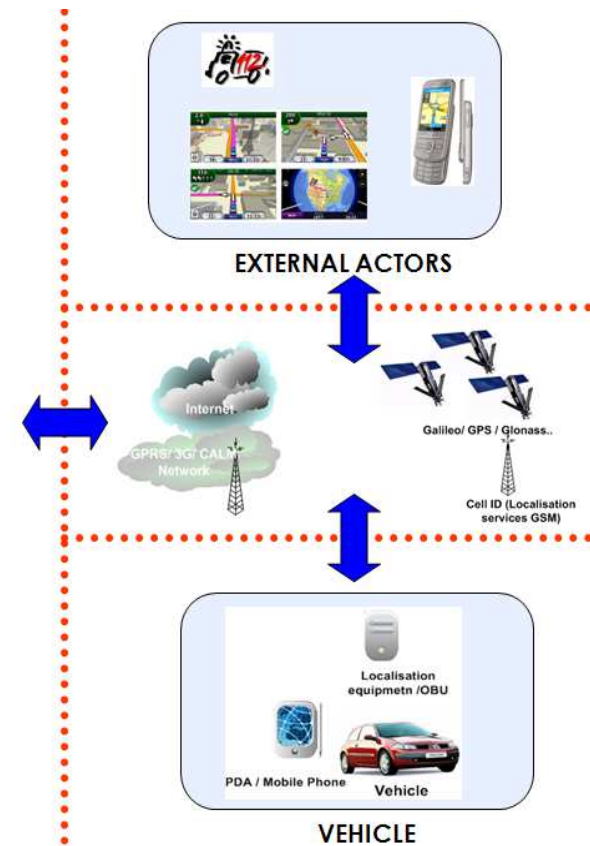 112
EXTERNAL ACTORS
Internet
GPRS/ 3G/ CALM
Network
Galileo/ GPS / Glonass..
Cell ID (Localisation
services GSM)
Localisation
equipmetn /OBU
PDA / Mobile Phone
Vehicle
VEHICLE